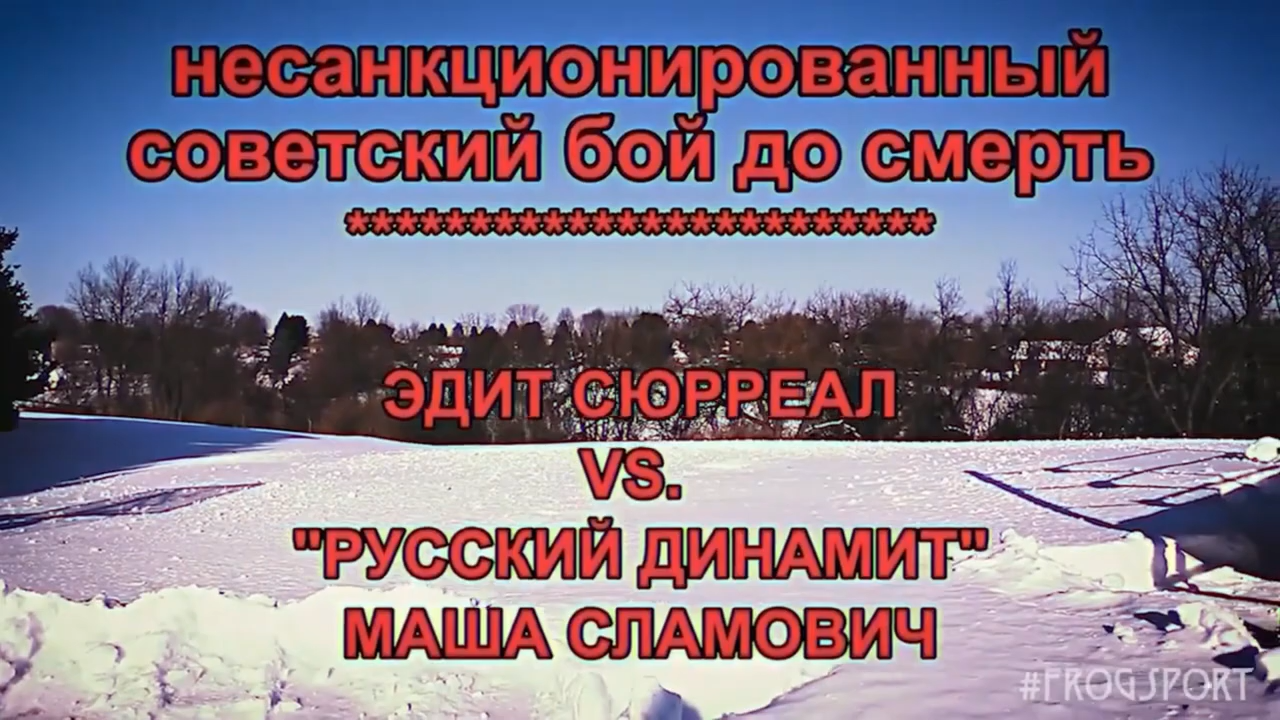 несанкционированный
советский бой до смерть
************************
ЭДИТ СЮРРЕАЛ
VS.
"РУССКИЙ ДИНАМИТ"
МАША СЛАМОВИЧ
#FROGSPORT